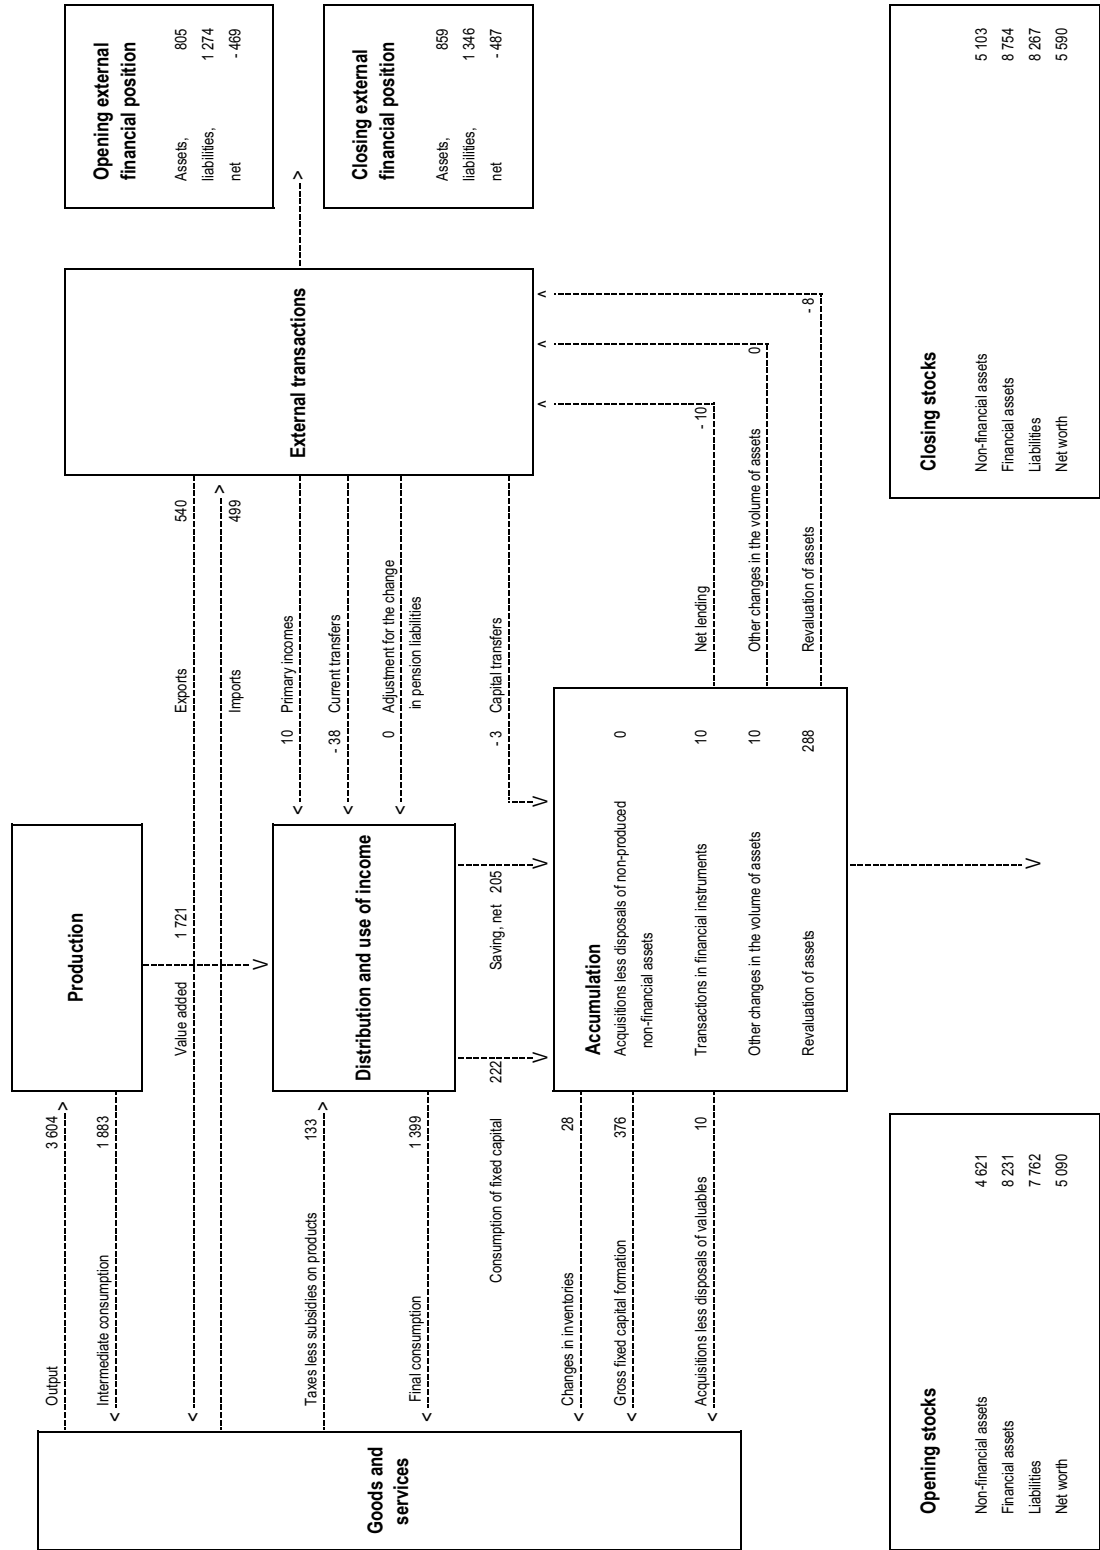 Production
Output
3 604
Intermediate consumption
1 883
Value added
1 721
Exports
540
Imports
499
Goods and
services
Taxes less subsidies on products
133
Final consumption
1 399
Distribution and use of income
10 Primary incomes
- 38 Current transfers
0 Adjustment for the change
in pension liabilities
- 3 Capital transfers
External transactions
Opening external
financial position
Assets, 805
liabilities, 1 274
net - 469
Closing external
financial position
Assets, 859
liabilities, 1 346
net - 487
Consumption of fixed capital
222
Saving, net 205
Changes in inventories
28
Gross fixed capital formation
376
Acquisitions less disposals of valuables
10
Accumulation
Acquisitions less disposals of non-produced 0
non-financial assets
Transactions in financial instruments 10
Other changes in the volume of assets 10
Revaluation of assets 288
Net lending
- 10
Other changes in the volume of assets
0
Revaluation of assets
- 8
Opening stocks
Non-financial assets 4 621
Financial assets 8 231
Liabilities 7 762
Net worth 5 090
Closing stocks
Non-financial assets 5 103
Financial assets 8 754
Liabilities 8 267
Net worth 5 590